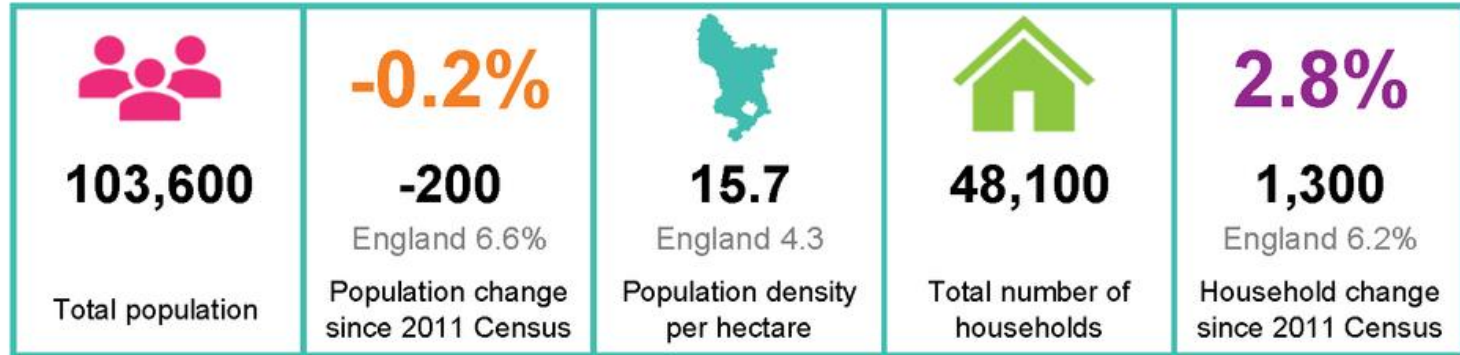 103,600
Total population
-0.2%
-200
England 6.6%
Population change
since 2011 Census
15.7
England 4.3
Population density
per hectare
48,100
Total number of
households
2.8%
1,300
England 6.2%
Household change
since 2011 Census